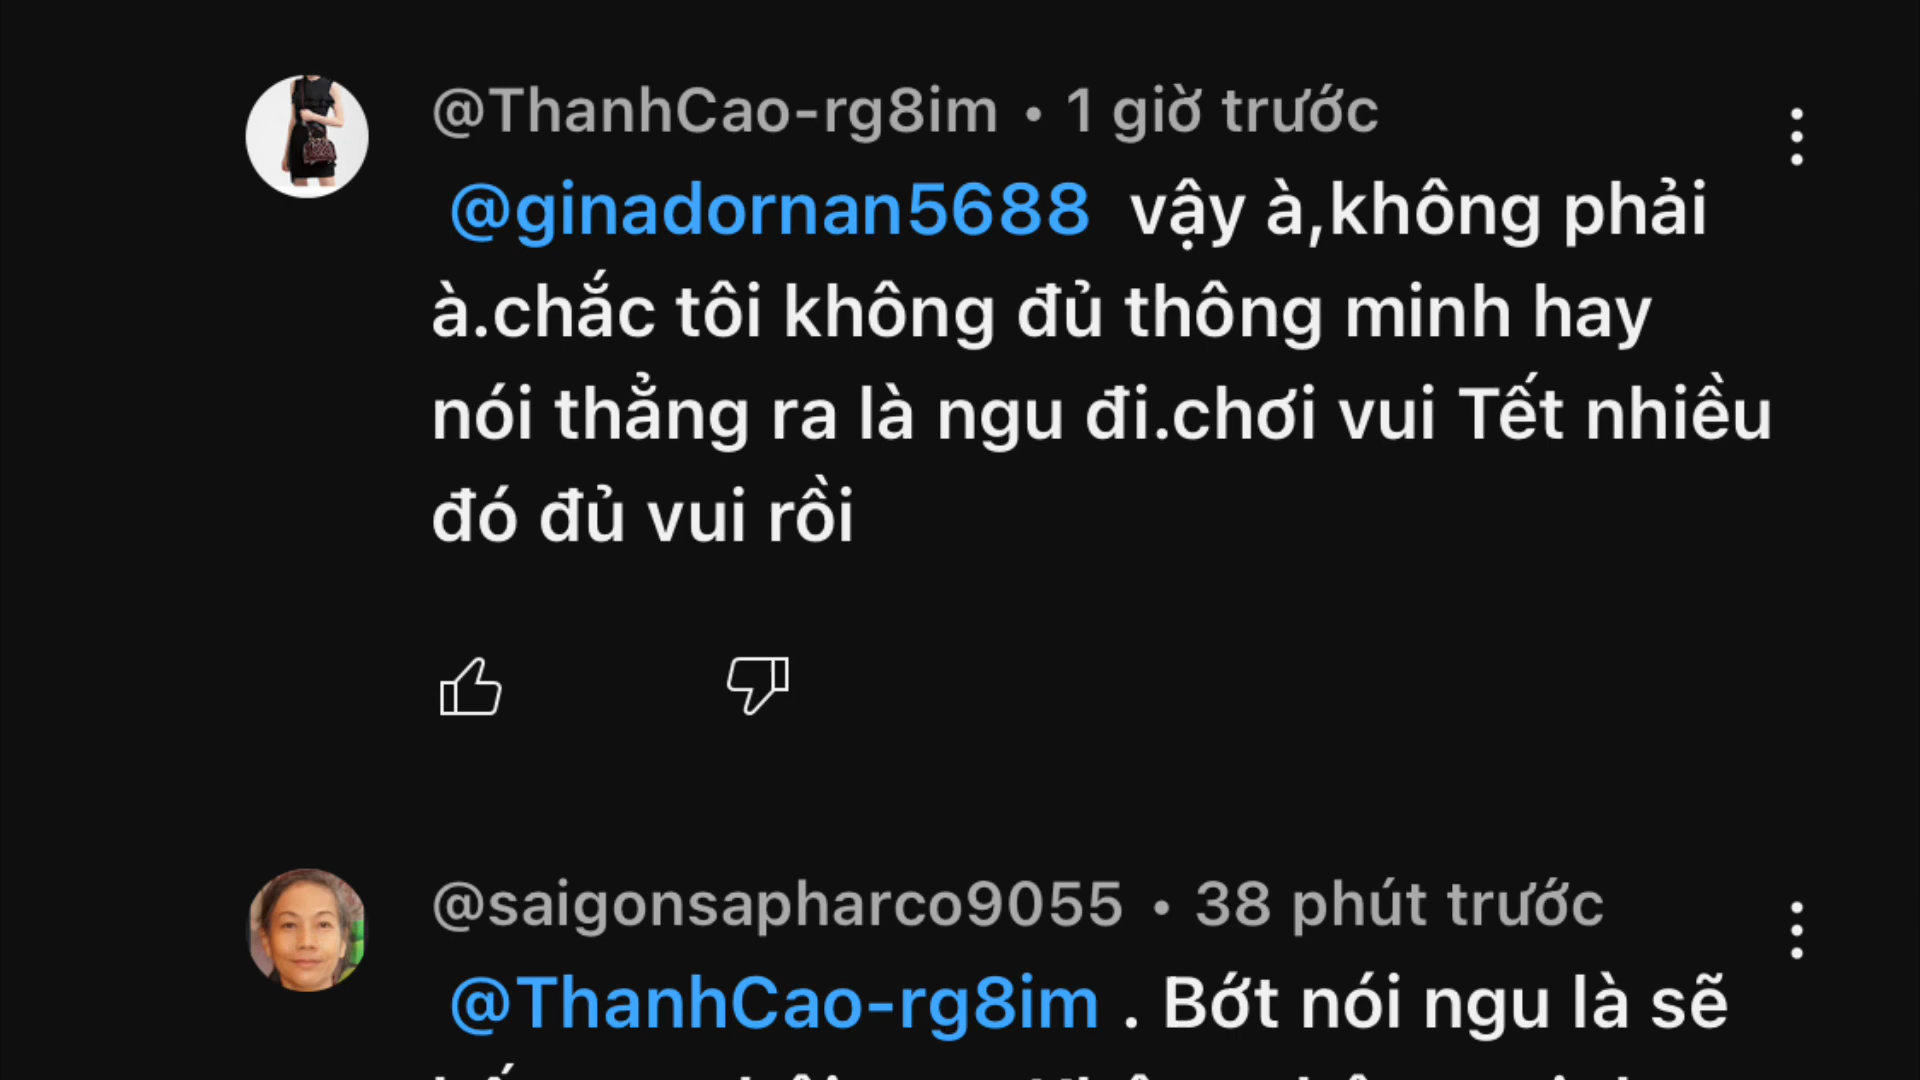 @ThanhCao-rg8im • 1 giờ trước
@ginadornan5688 vậy à,không phải
à.chắc tôi không đủ thông minh hay
nói thẳng ra là ngu đi.chơi vui Tết nhiều
đó đủ vui rồi
@saigonsapharco9055 • 38 phút trước
@ThanhCao-rg8im . Bớt nói ngu là sẽ